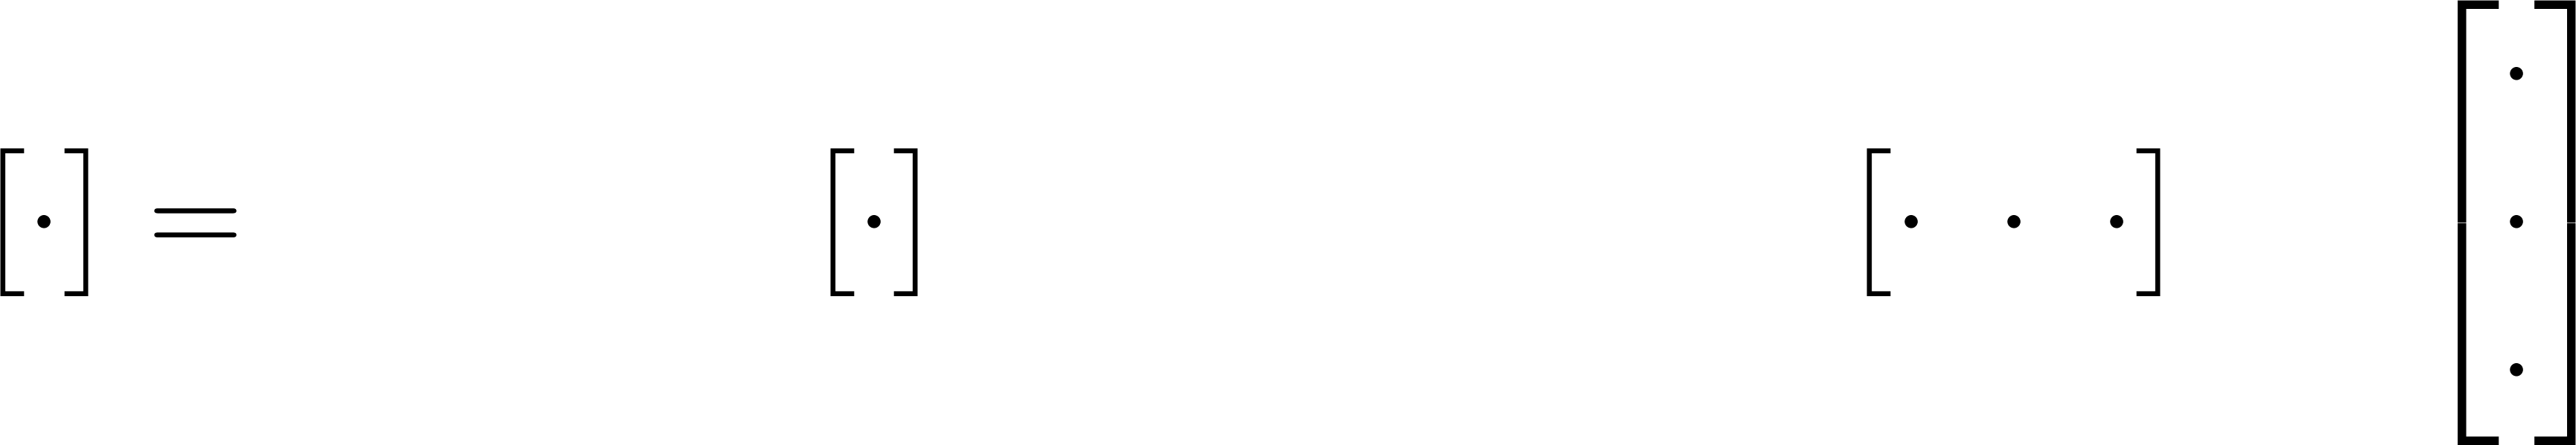 [·] = [·] [· · ·] [·
·
·]